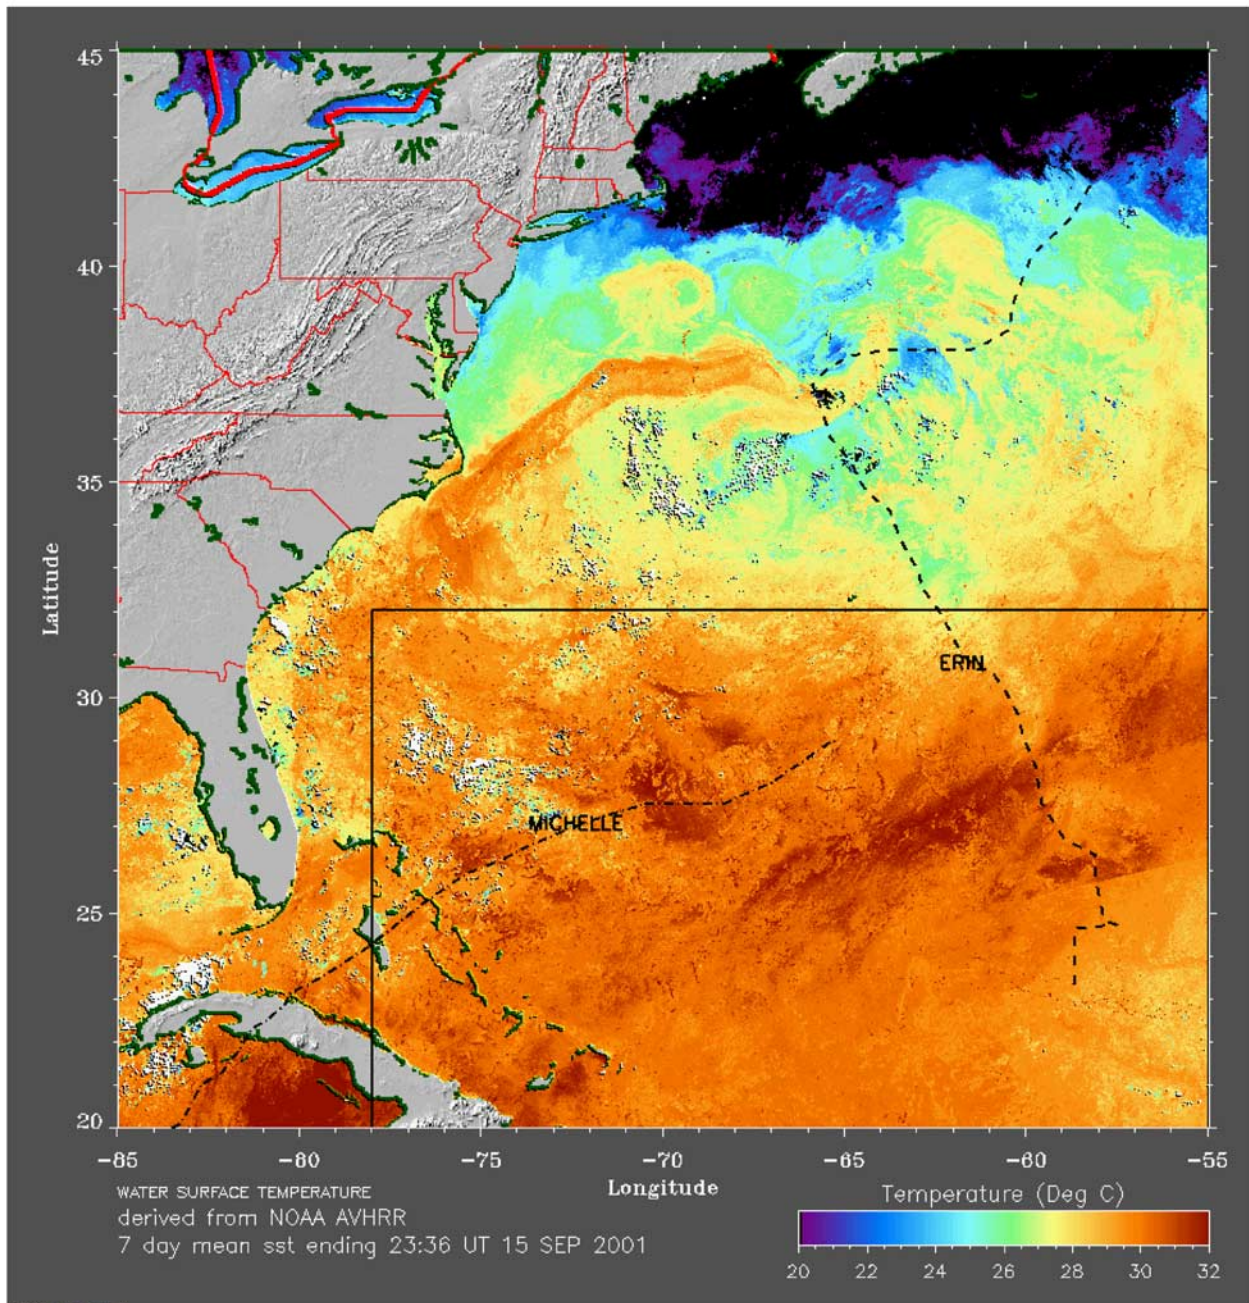 45
40
35
30
25
20
Latitude
ERIN
MICHELLE
-85 -80 -75 -70 -65 -60 -55
Longitude
WATER SURFACE TEMPERATURE
derived from NOAA AVHRR
7 day mean sst ending 23:36 UT 15 SEP 2001
Temperature (Deg C)
20 22 24 26 28 30 32